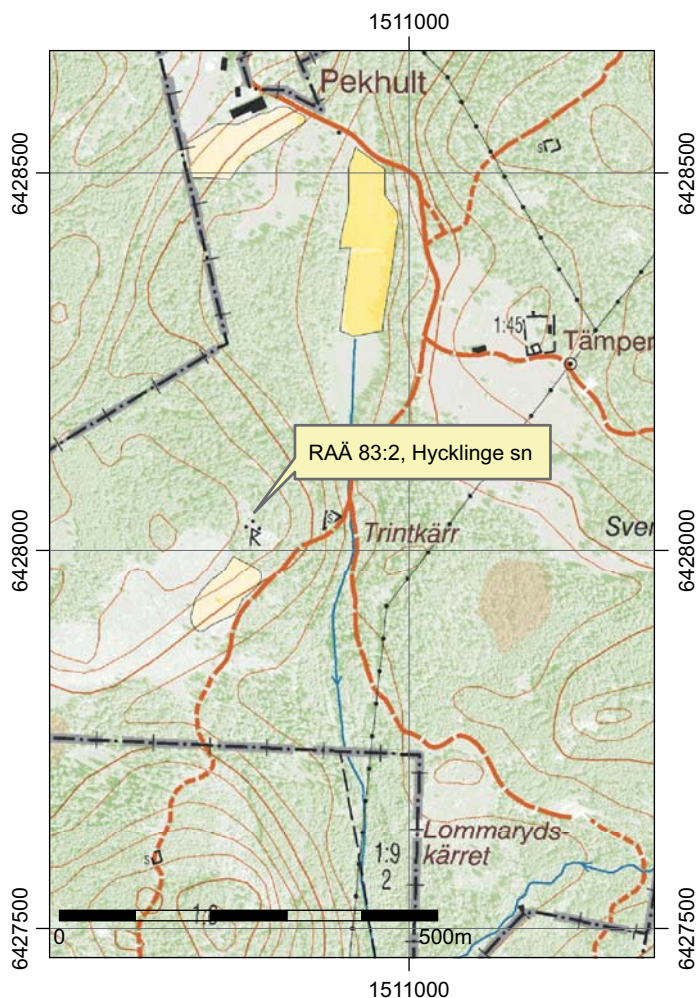 1511000
Pekhult
6428500
6428500
S
1:45
Tämper
RAÄ 83:2, Hycklinge sn
R
S
Trintkärr
Sver
6428000
6428000
Lommaryds-
kärret
1:9
2
S
0
500m
6427500
6427500
1511000